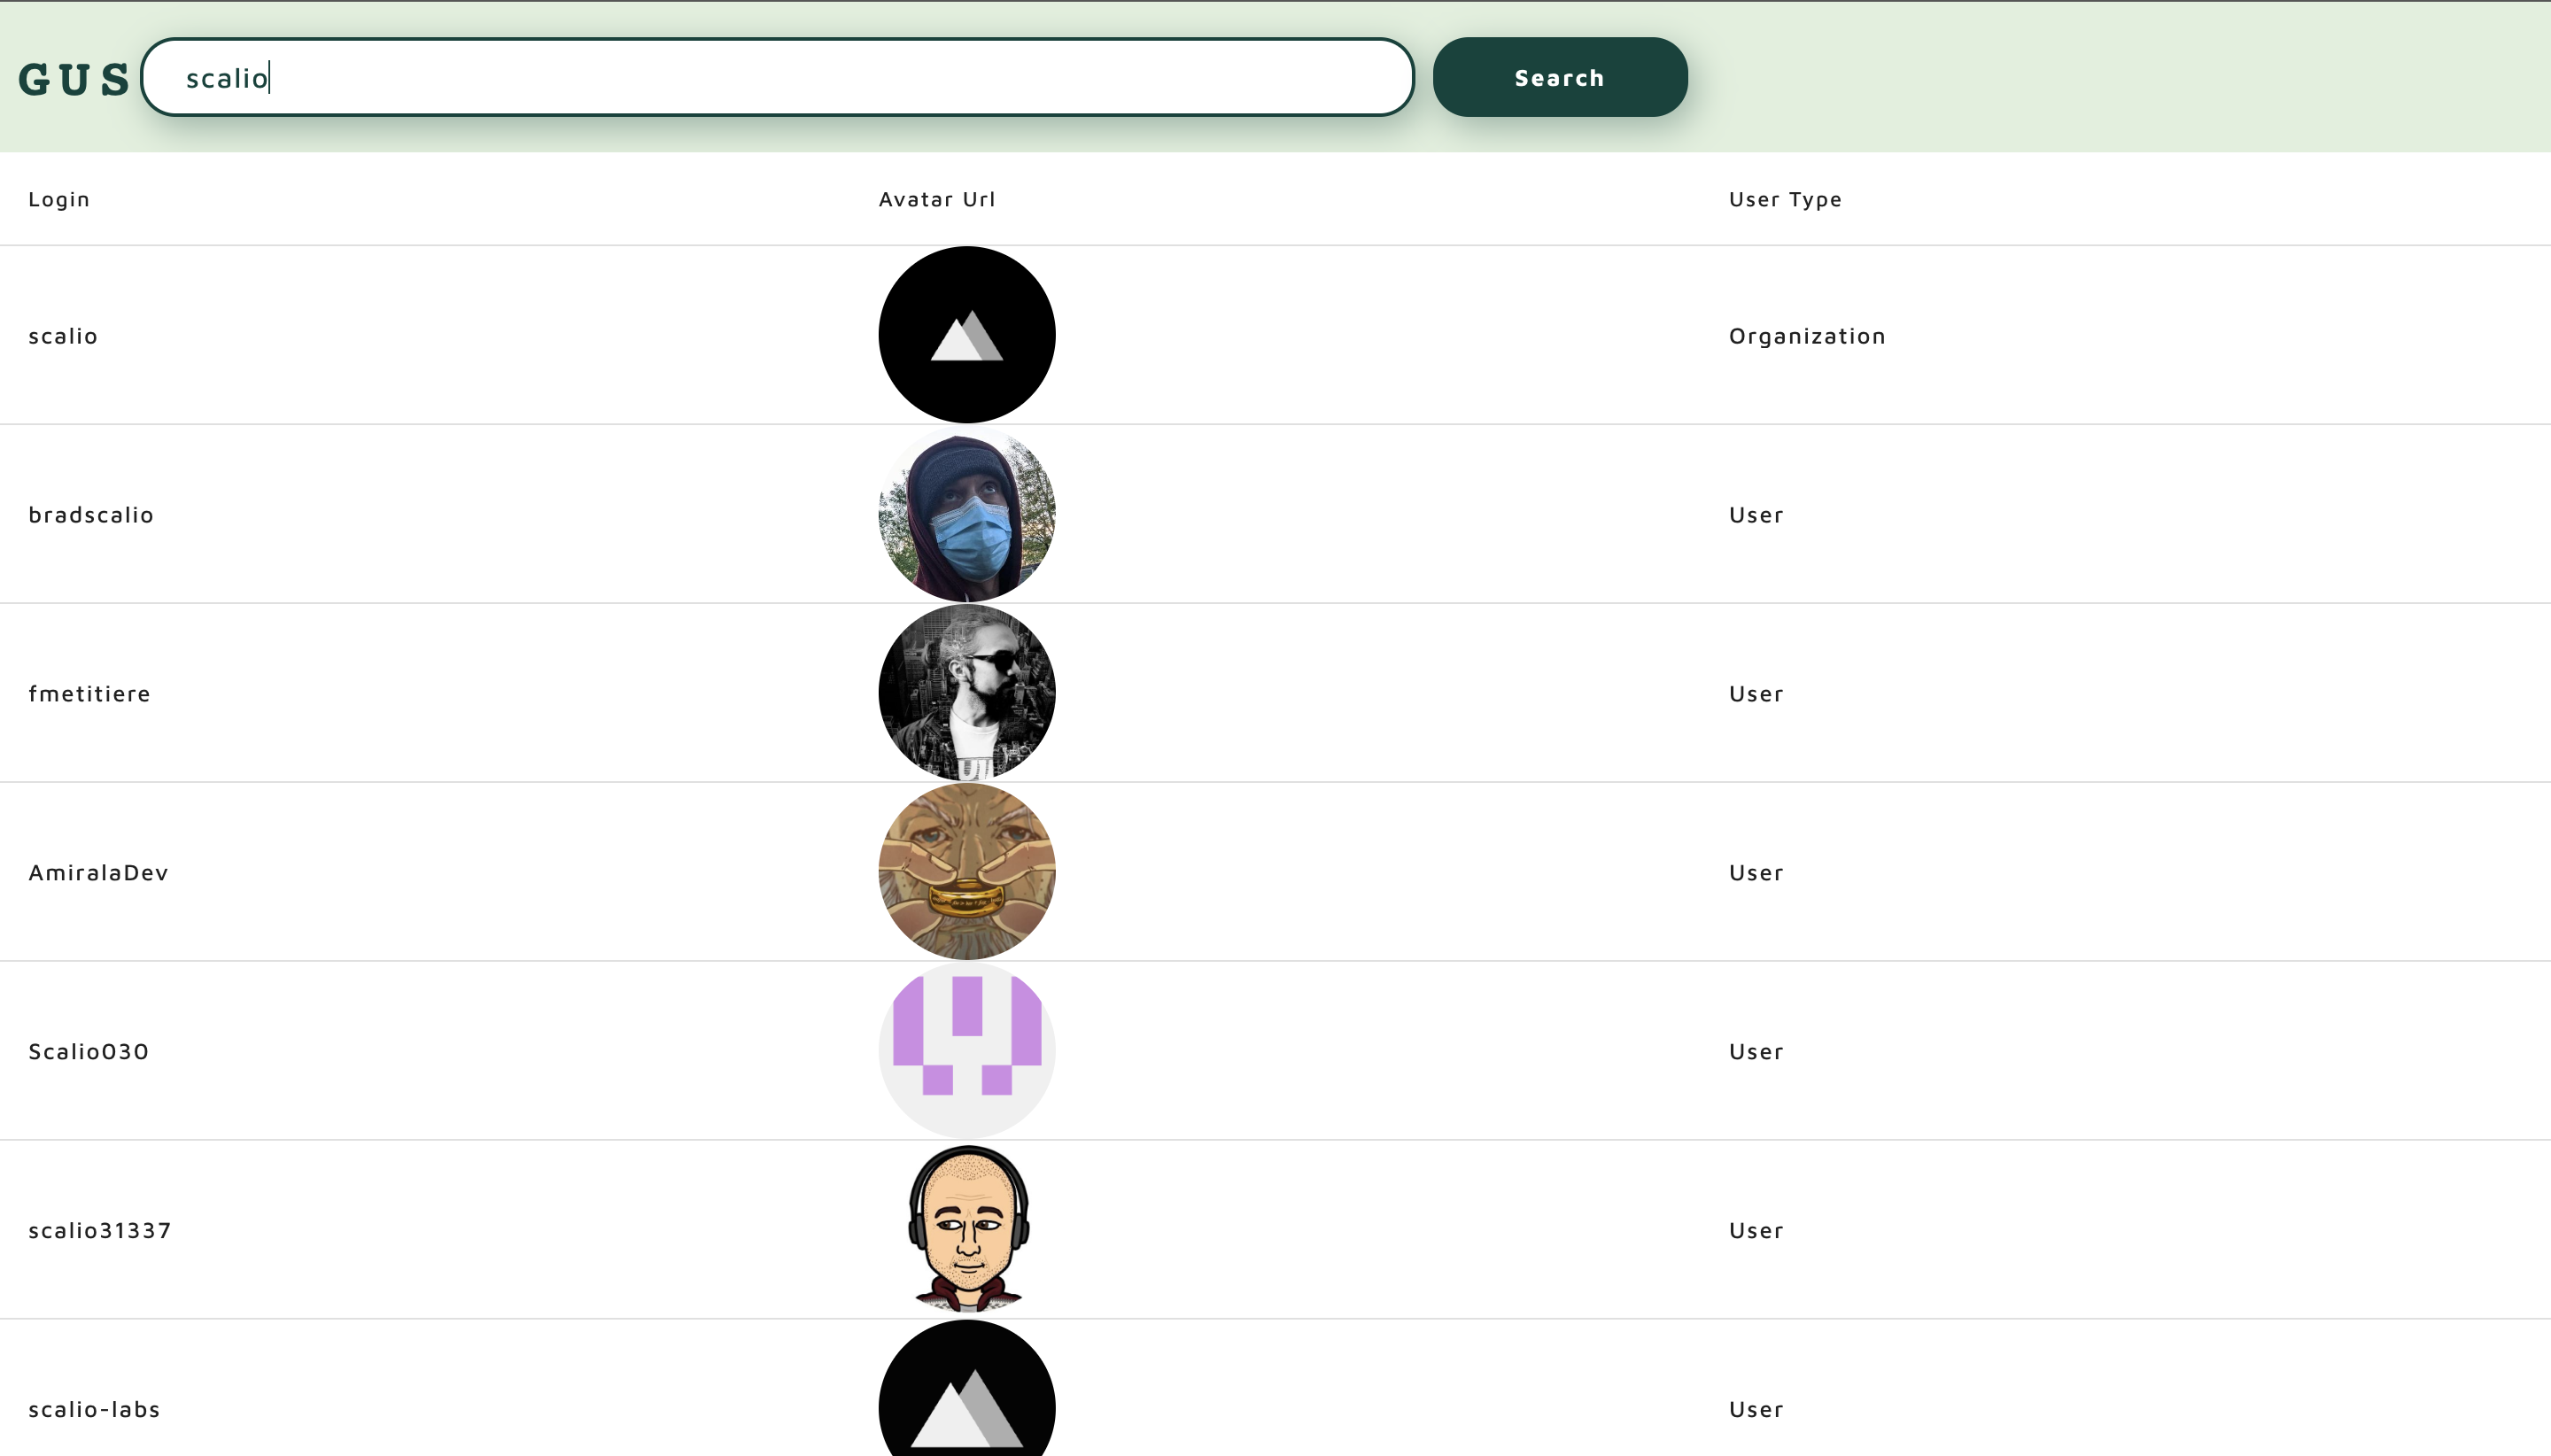 GUS
scalio
Search
Login Avatar Url User Type
scalio Organization
bradscalio User
fmetitiere User
AmiralaDev User
Scalio030 User
scalio31337 User
scalio-labs User